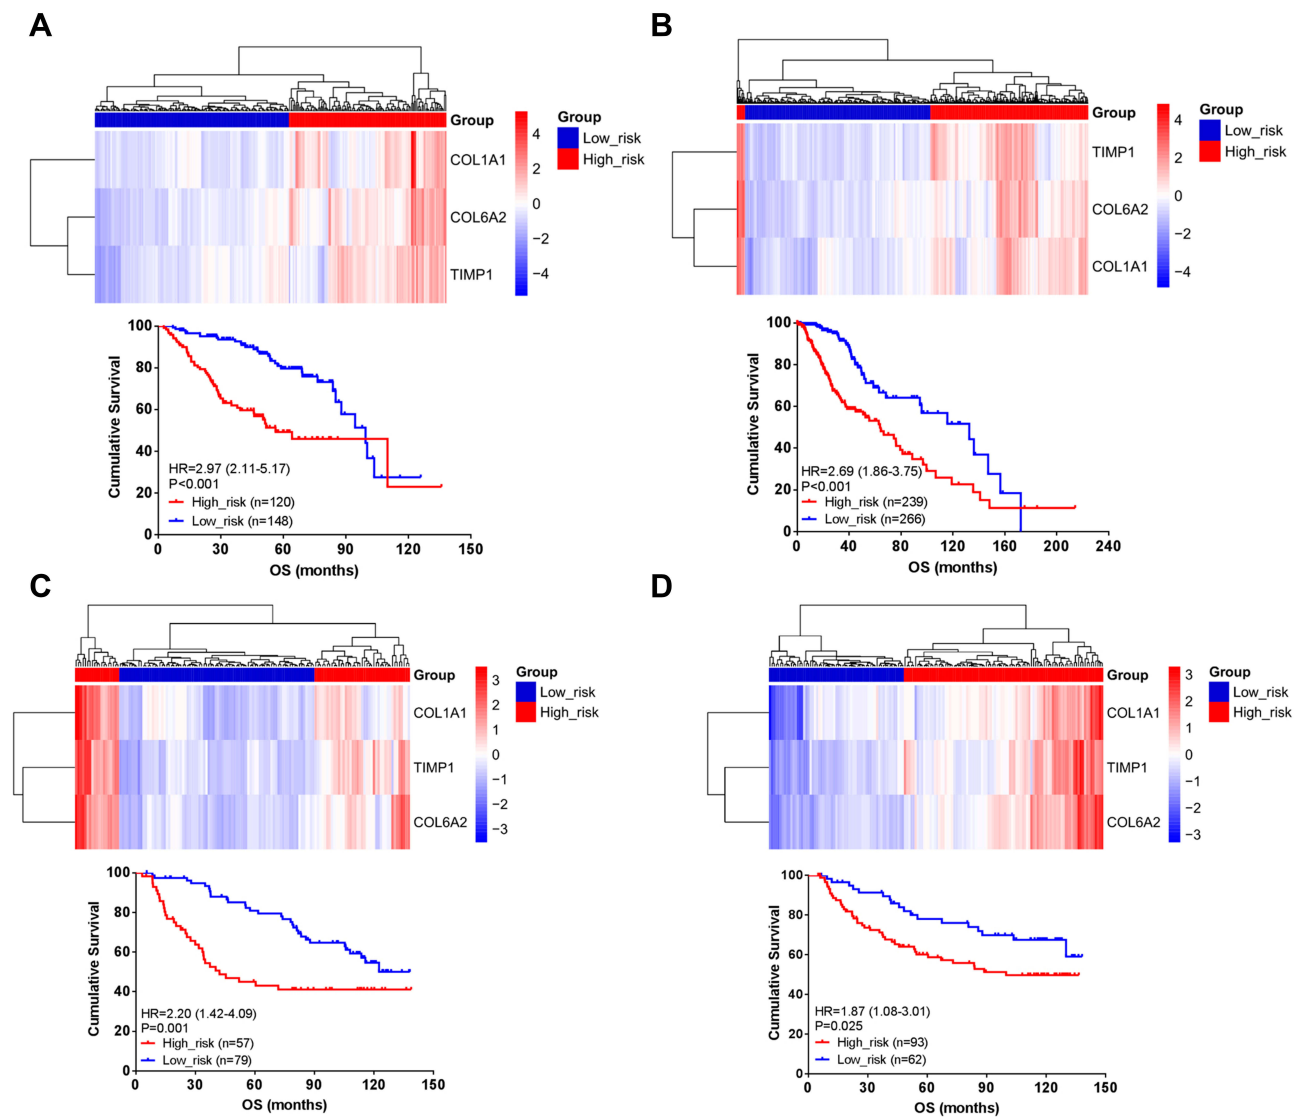 A
Group
COL1A1
COL6A2
TIMP1
4
2
0
−2
−4
Group
Low_risk
High_risk
Cumulative Survival
100
80
60
40
20
0
HR=2.97 (2.11-5.17)
P<0.001
High_risk (n=120)
Low_risk (n=148)
0 30 60 90 120 150
OS (months)
B
Group
TIMP1
COL6A2
COL1A1
4
2
0
−2
−4
Group
Low_risk
High_risk
Cumulative Survival
100
80
60
40
20
0
HR=2.69 (1.86-3.75)
P<0.001
High_risk (n=239)
Low_risk (n=266)
0 40 80 120 160 200 240
OS (months)
C
Group
COL1A1
TIMP1
COL6A2
3
2
1
0
−1
−2
−3
Group
Low_risk
High_risk
Cumulative Survival
100
80
60
40
20
0
HR=2.20 (1.42-4.09)
P=0.001
High_risk (n=57)
Low_risk (n=79)
0 30 60 90 120 150
OS (months)
D
Group
COL1A1
TIMP1
COL6A2
3
2
1
0
−1
−2
−3
Group
Low_risk
High_risk
Cumulative Survival
100
80
60
40
20
0
HR=1.87 (1.08-3.01)
P=0.025
High_risk (n=93)
Low_risk (n=62)
0 30 60 90 120 150
OS (months)